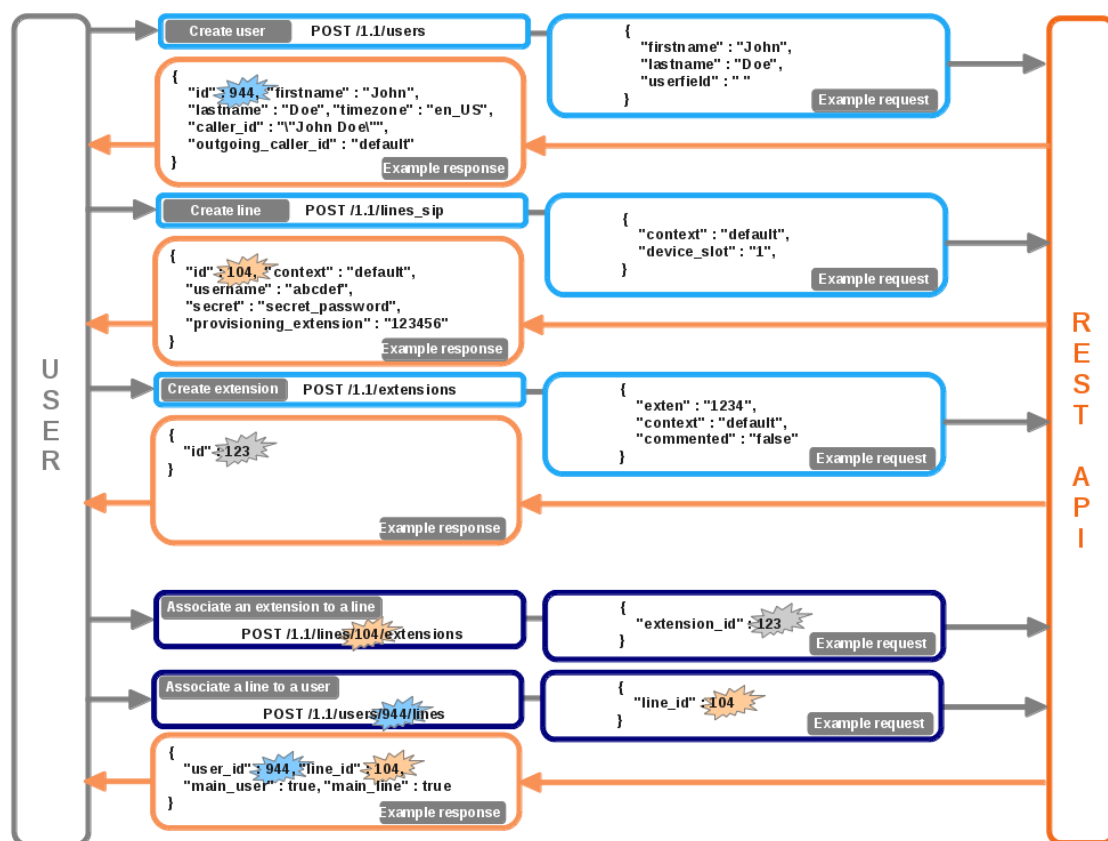 USER
Create user POST /1.1/users
{
"firstname" : "John",
"lastname" : "Doe",
"userfield" : " "
}
Example request
{
"id" : 944, "firstname" : "John",
"lastname" : "Doe", "timezone" : "en_US",
"caller_id" : "\"John Doe\"",
"outgoing_caller_id" : "default"
}
Example response
Create line POST /1.1/lines_sip
{
"context" : "default",
"device_slot" : "1",
}
Example request
{
"id" : 104, "context" : "default",
"username" : "abcdef",
"secret" : "secret_password",
"provisioning_extension" : "123456"
}
Example response
Create extension POST /1.1/extensions
{
"exten" : "1234",
"context" : "default",
"commented" : "false"
}
Example request
{
"id" : 123
}
Example response
Associate an extension to a line
POST /1.1/lines/104/extensions
{
"extension_id" : 123
}
Example request
Associate a line to a user
POST /1.1/users/944/lines
{
"line_id" : 104
}
Example request
{
"user_id" : 944, "line_id" : 104,
"main_user" : true, "main_line" : true
}
Example response
REST API